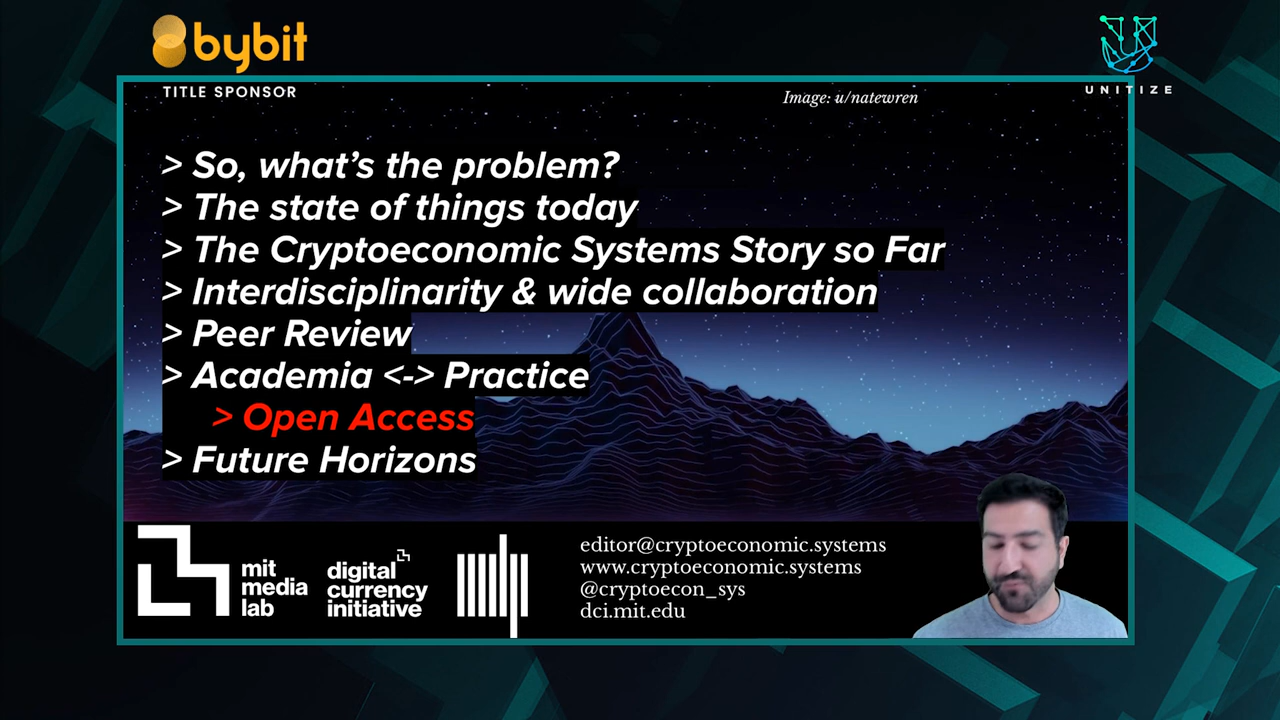 bybit
TITLE SPONSOR
UNITIZE
Image: u/natewren
> So, what's the problem?
> The state of things today
> The Cryptoeconomic Systems Story so Far
> Interdisciplinarity & wide collaboration
> Peer Review
> Academia <-> Practice
> Open Access
> Future Horizons
mit
media
lab
digital
currency
initiative
editor@cryptoeconomic.systems
www.cryptoeconomic.systems
@cryptoecon_sys
dci.mit.edu